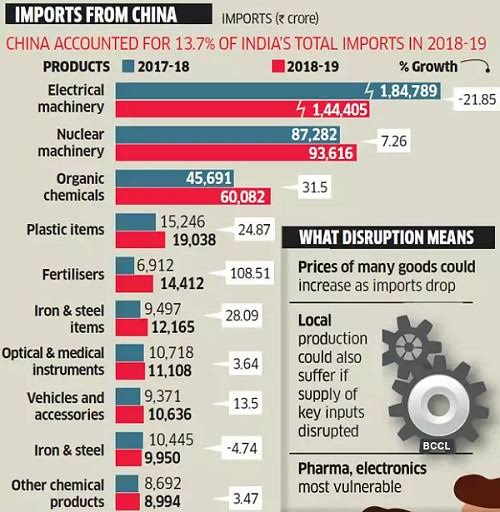 IMPORTS FROM CHINA IMPORTS (₹ crore)
CHINA ACCOUNTED FOR 13.7% OF INDIA'S TOTAL IMPORTS IN 2018-19
PRODUCTS 2017-18 2018-19 % Growth
Electrical
machinery
1,84,789
1,44,405
-21.85
Nuclear
machinery
87,282
93,616
7.26
Organic
chemicals
45,691
60,082
31.5
Plastic items
15,246
19,038
24.87
Fertilisers
6,912
14,412
108.51
Iron & steel
items
9,497
12,165
28.09
Optical & medical
instruments
10,718
11,108
3.64
Vehicles and
accessories
9,371
10,636
13.5
Iron & steel
10,445
9,950
-4.74
Other chemical
products
8,692
8,994
3.47
WHAT DISRUPTION MEANS
Prices of many goods could
increase as imports drop
Local
production
could also
suffer if
supply of
key inputs
disrupted
BCCL
Pharma, electronics
most vulnerable